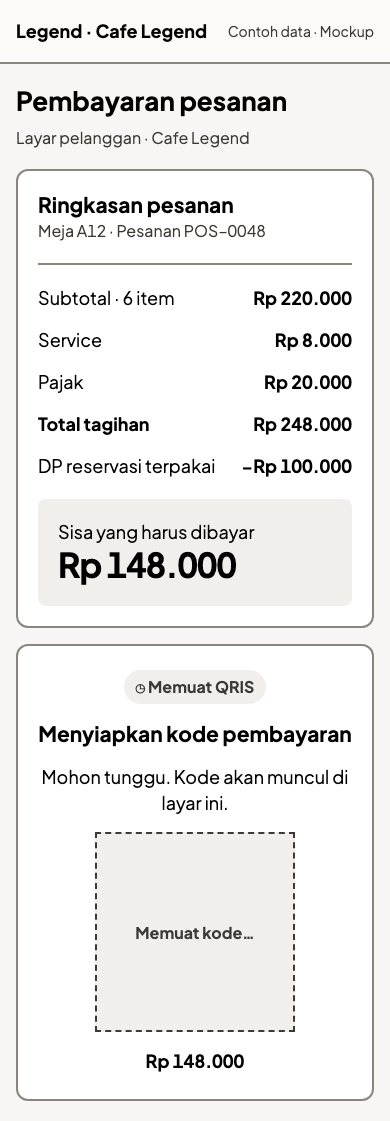 Legend · Cafe Legend
Contoh data · Mockup
Pembayaran pesanan
Layar pelanggan · Cafe Legend
Ringkasan pesanan
Meja A12 · Pesanan POS–0048
Subtotal · 6 item Rp 220.000
Service Rp 8.000
Pajak Rp 20.000
Total tagihan Rp 248.000
DP reservasi terpakai –Rp 100.000
Sisa yang harus dibayar
Rp 148.000
◷ Memuat QRIS
Menyiapkan kode pembayaran
Mohon tunggu. Kode akan muncul di
layar ini.
Memuat kode…
Rp 148.000